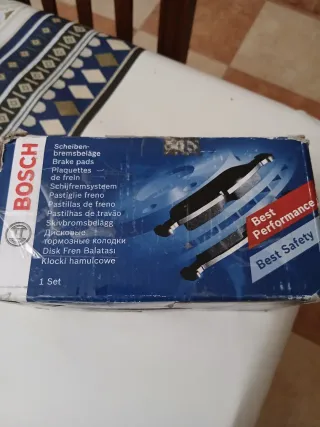 BOSCH
Scheiben-
bremsbeläge
Brake pads
Plaquettes
de frein
Schijfremsysteem
Pastiglie freno
Pastillas de freno
Pastilhas de travão
Skivbromsbelägg
Дисковые
тормозные колодки
Disk Fren Balatası
Klocki hamulcowe
1 Set
Best
Performance
Best Safety